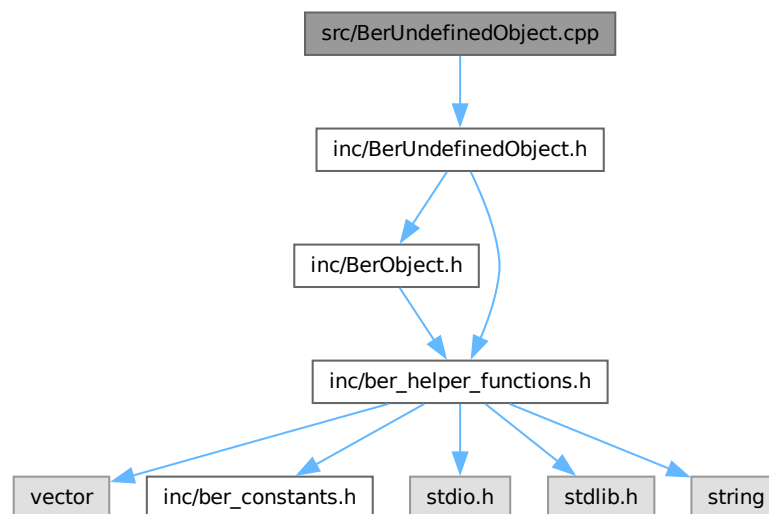 src/BerUndefinedObject.cpp
inc/BerUndefinedObject.h
inc/BerObject.h
inc/ber_helper_functions.h
vector
inc/ber_constants.h
stdio.h
stdlib.h
string